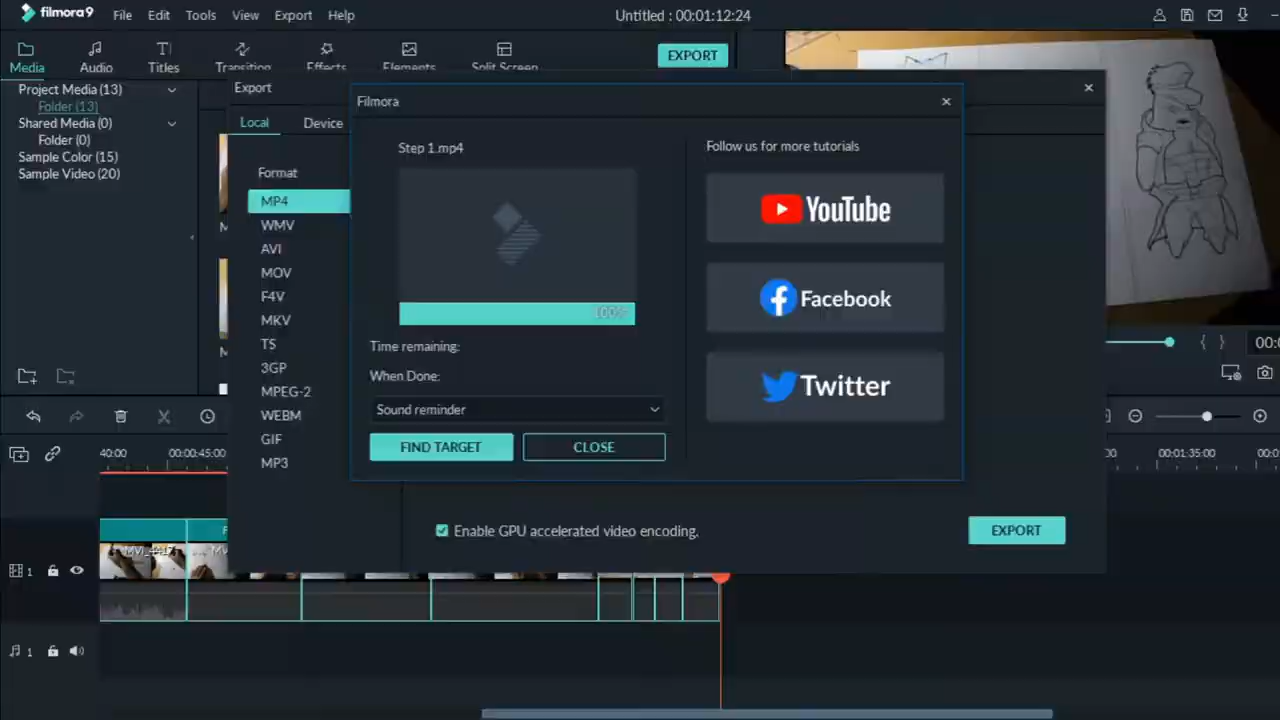 filmora9 File Edit Tools View Export Help Untitled : 00:01:12:24
Media Audio Titles Transition Effects Elements Split Screen EXPORT
Project Media (13)
Folder (13)
Shared Media (0)
Folder (0)
Sample Color (15)
Sample Video (20)
Export
Local Device
Format
MP4
WMV
AVI
MOV
F4V
MKV
TS
3GP
MPEG-2
WEBM
GIF
MP3
Filmora
Step 1.mp4
100%
Time remaining:
When Done:
Sound reminder
FIND TARGET CLOSE
Follow us for more tutorials
YouTube
Facebook
Twitter
Enable GPU accelerated video encoding.
EXPORT
40:00 00:00:45:00 00:01:35:00
1
1